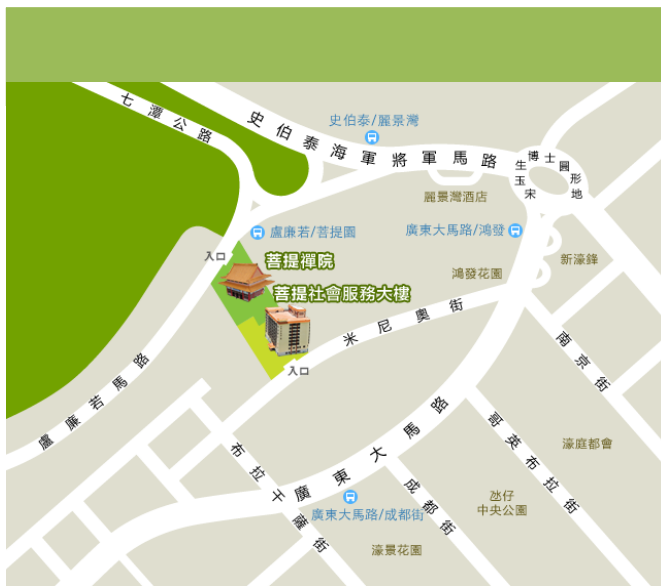 七潭公路
史伯泰海軍將軍馬路
史伯泰/麗景灣
宋玉生博士圓形地
麗景灣酒店
盧廉若/菩提園
廣東大馬路/鴻發
入口
菩提禪院
新濠鋒
鴻發花園
菩提社會服務大樓
米尼奧街
南京街
入口
盧廉若馬路
廣東大馬路
哥英布拉街
布拉干薩街
成都街
濠庭都會
氹仔
中央公園
廣東大馬路/成都街
濠景花園